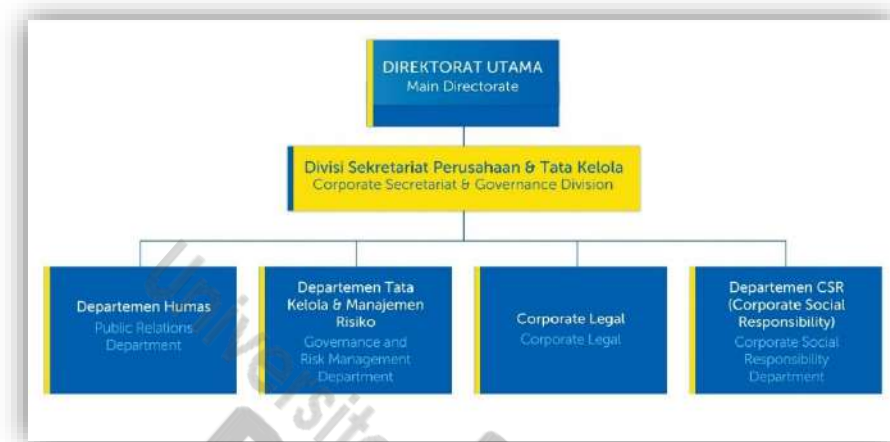 DIREKTORAT UTAMA
Main Directorate
Divisi Sekretariat Perusahaan & Tata Kelola
Corporate Secretariat & Governance Division
Departemen Humas
Public Relations
Department
Departemen Tata
Kelola & Manajemen
Risiko
Governance and
Risk Management
Department
Corporate Legal
Corporate Legal
Departemen CSR
(Corporate Social
Responsibility)
Corporate Social
Responsibility
Department